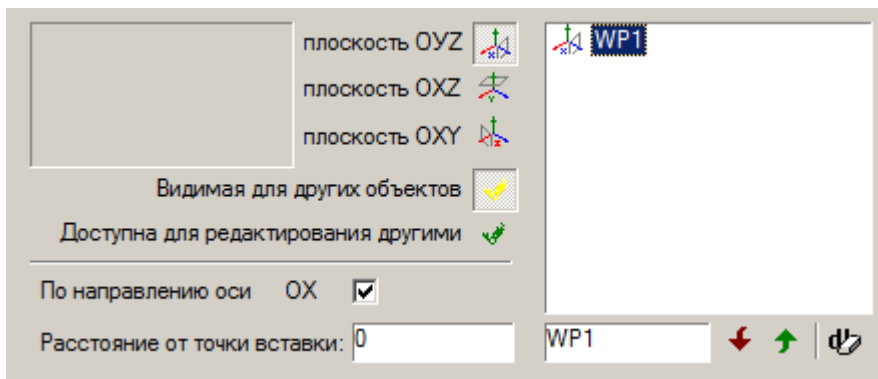 плоскость ОУZ
WP1
плоскость OXZ
плоскость OXY
Видимая для других объектов
Доступна для редактирования другими
По направлению оси OX
Расстояние от точки вставки: 0
WP1